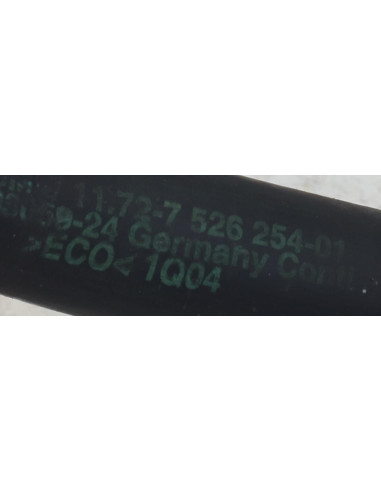 11.72-7 526 254-01
59-24 Germany Conti
>ECO< 1Q04